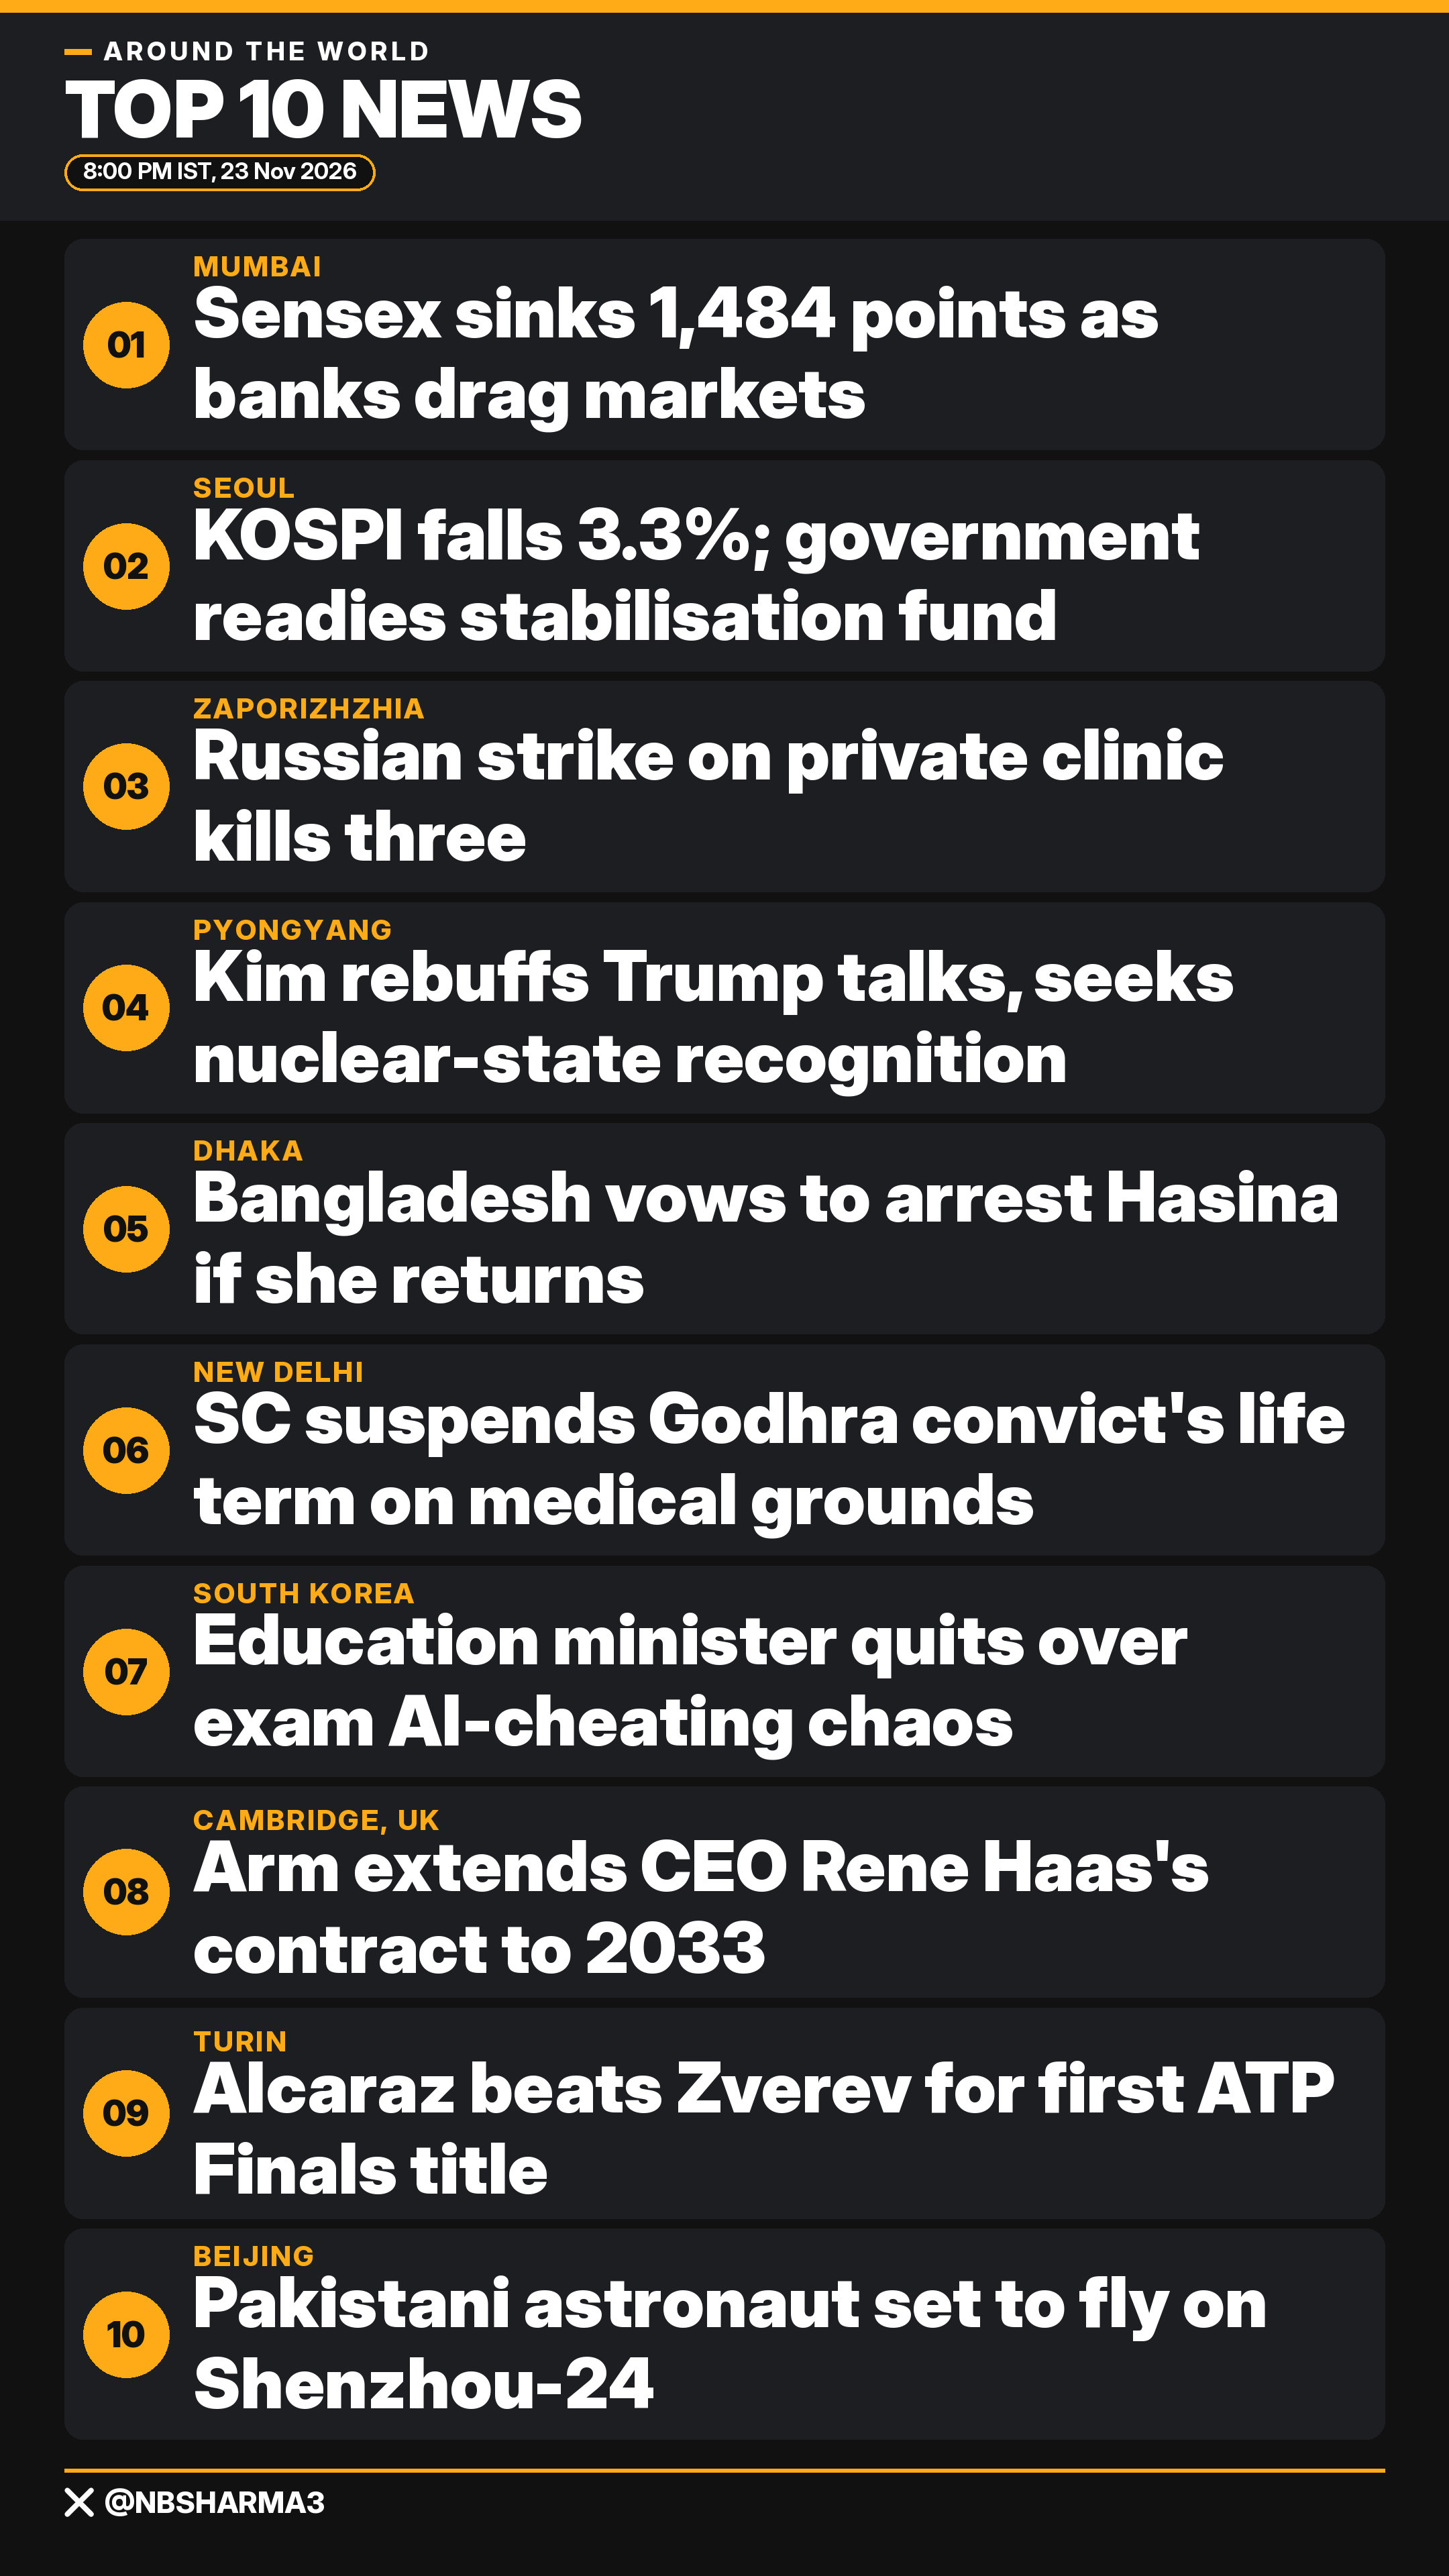 AROUND THE WORLD
TOP 10 NEWS
8:00 PM IST, 23 Nov 2026
MUMBAI
01
Sensex sinks 1,484 points as
banks drag markets
SEOUL
02
KOSPI falls 3.3%; government
readies stabilisation fund
ZAPORIZHZHIA
03
Russian strike on private clinic
kills three
PYONGYANG
04
Kim rebuffs Trump talks, seeks
nuclear-state recognition
DHAKA
05
Bangladesh vows to arrest Hasina
if she returns
NEW DELHI
06
SC suspends Godhra convict's life
term on medical grounds
SOUTH KOREA
07
Education minister quits over
exam AI-cheating chaos
CAMBRIDGE, UK
08
Arm extends CEO Rene Haas's
contract to 2033
TURIN
09
Alcaraz beats Zverev for first ATP
Finals title
BEIJING
10
Pakistani astronaut set to fly on
Shenzhou-24
@NBSHARMA3